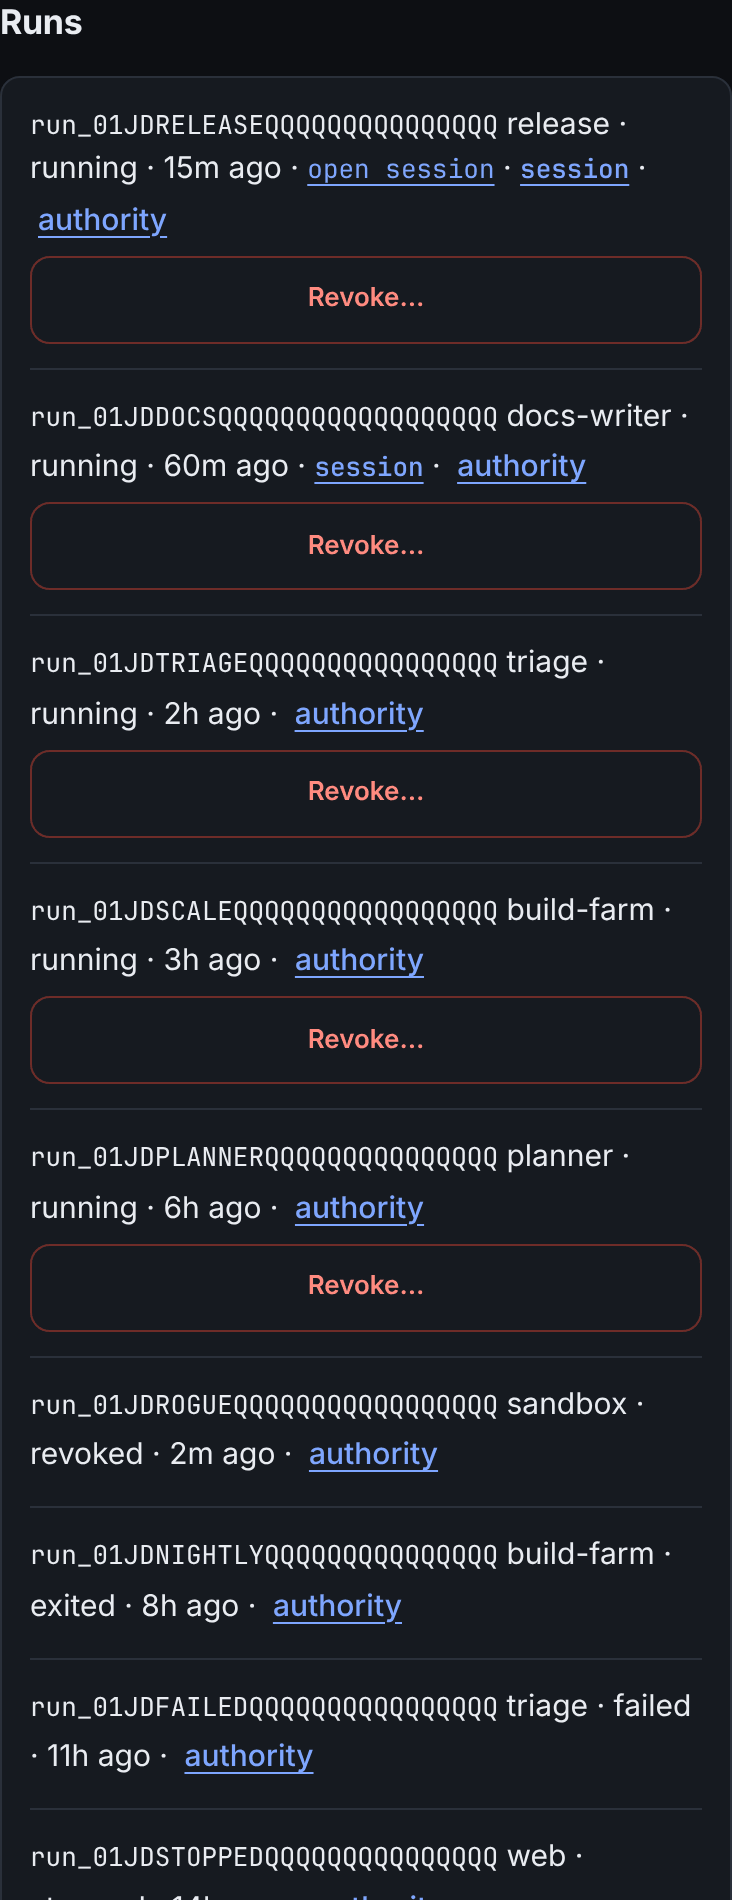 Runs
run_01JDRELEASEQQQQQQQQQQQQQQQ release ·
running · 15m ago · open session · session ·
authority
Revoke...
run_01JDDOCSQQQQQQQQQQQQQQQQQQ docs-writer ·
running · 60m ago · session · authority
Revoke...
run_01JDTRIAGEQQQQQQQQQQQQQQQQ triage ·
running · 2h ago · authority
Revoke...
run_01JDSCALEQQQQQQQQQQQQQQQQQ build-farm ·
running · 3h ago · authority
Revoke...
run_01JDPLANNERQQQQQQQQQQQQQQQ planner ·
running · 6h ago · authority
Revoke...
run_01JDROGUEQQQQQQQQQQQQQQQQQ sandbox ·
revoked · 2m ago · authority
run_01JDNIGHTLYQQQQQQQQQQQQQQQ build-farm ·
exited · 8h ago · authority
run_01JDFAILEDQQQQQQQQQQQQQQQQ triage · failed
· 11h ago · authority
run_01JDSTOPPEDQQQQQQQQQQQQQQQ web ·